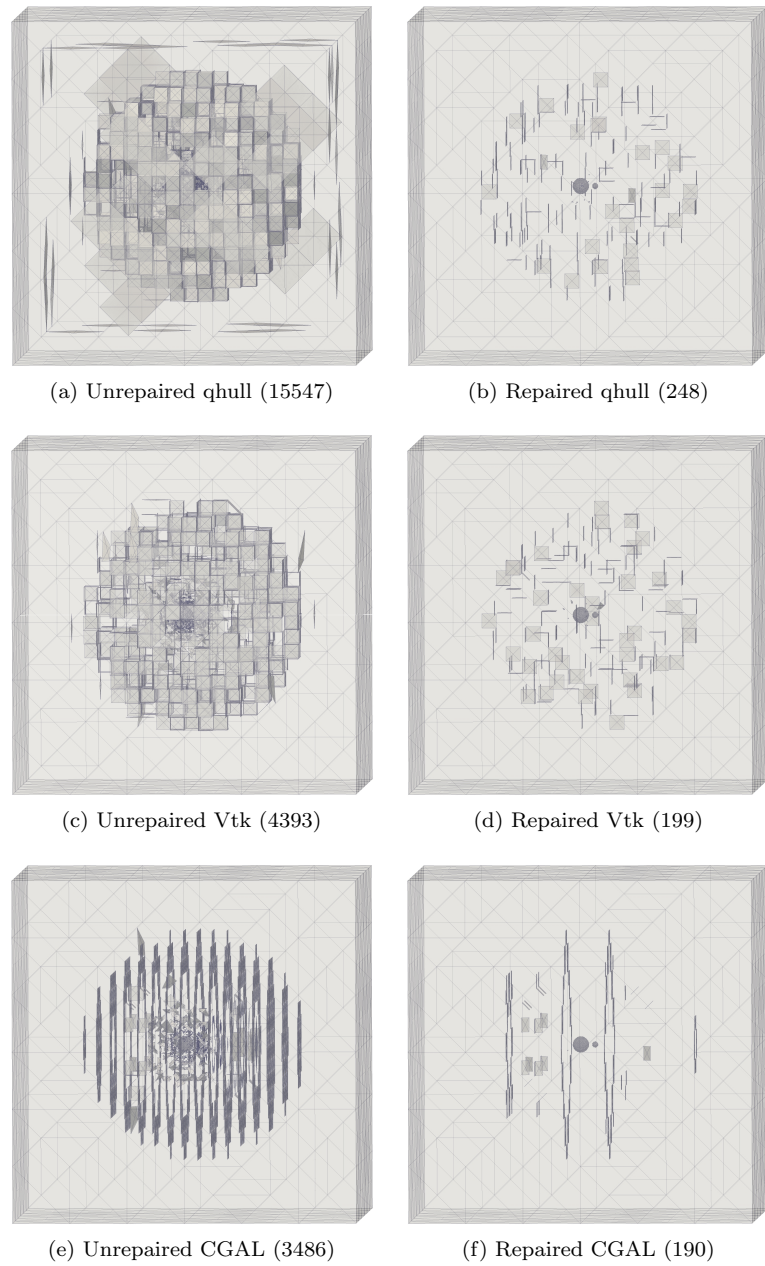 (a) Unrepaired qhull (15547)
(b) Repaired qhull (248)
(c) Unrepaired Vtk (4393)
(d) Repaired Vtk (199)
(e) Unrepaired CGAL (3486)
(f) Repaired CGAL (190)